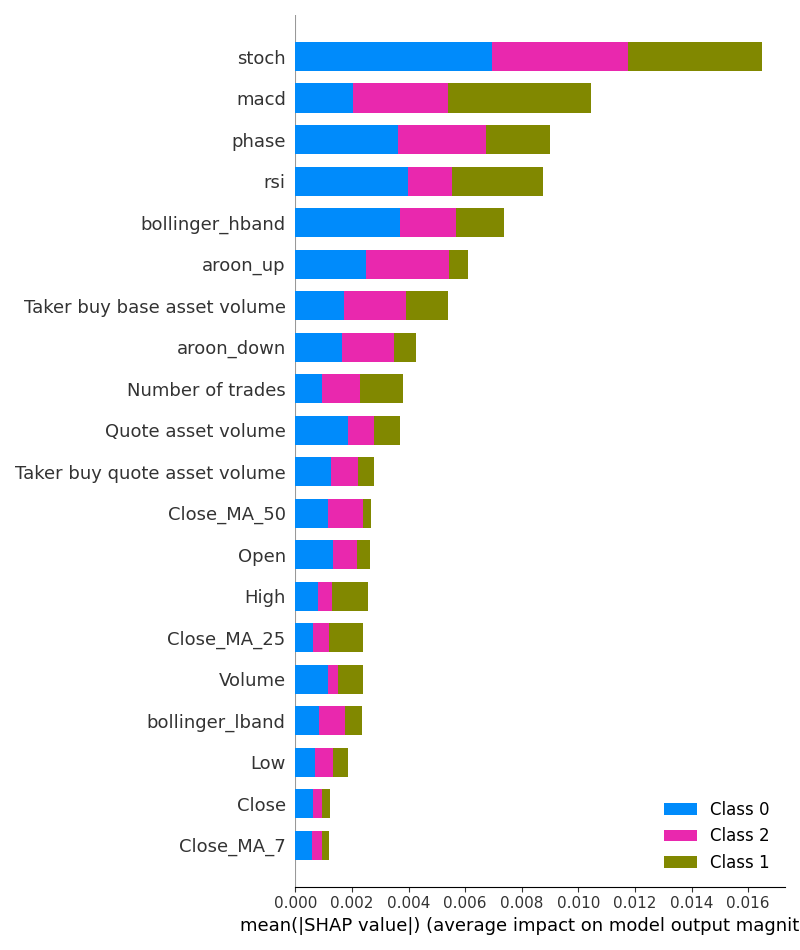 stoch
macd
phase
rsi
bollinger_hband
aroon_up
Taker buy base asset volume
aroon_down
Number of trades
Quote asset volume
Taker buy quote asset volume
Close_MA_50
Open
High
Close_MA_25
Volume
bollinger_lband
Low
Close
Close_MA_7
Class 0
Class 2
Class 1
0.000 0.002 0.004 0.006 0.008 0.010 0.012 0.014 0.016
mean(|SHAP value|) (average impact on model output magnit